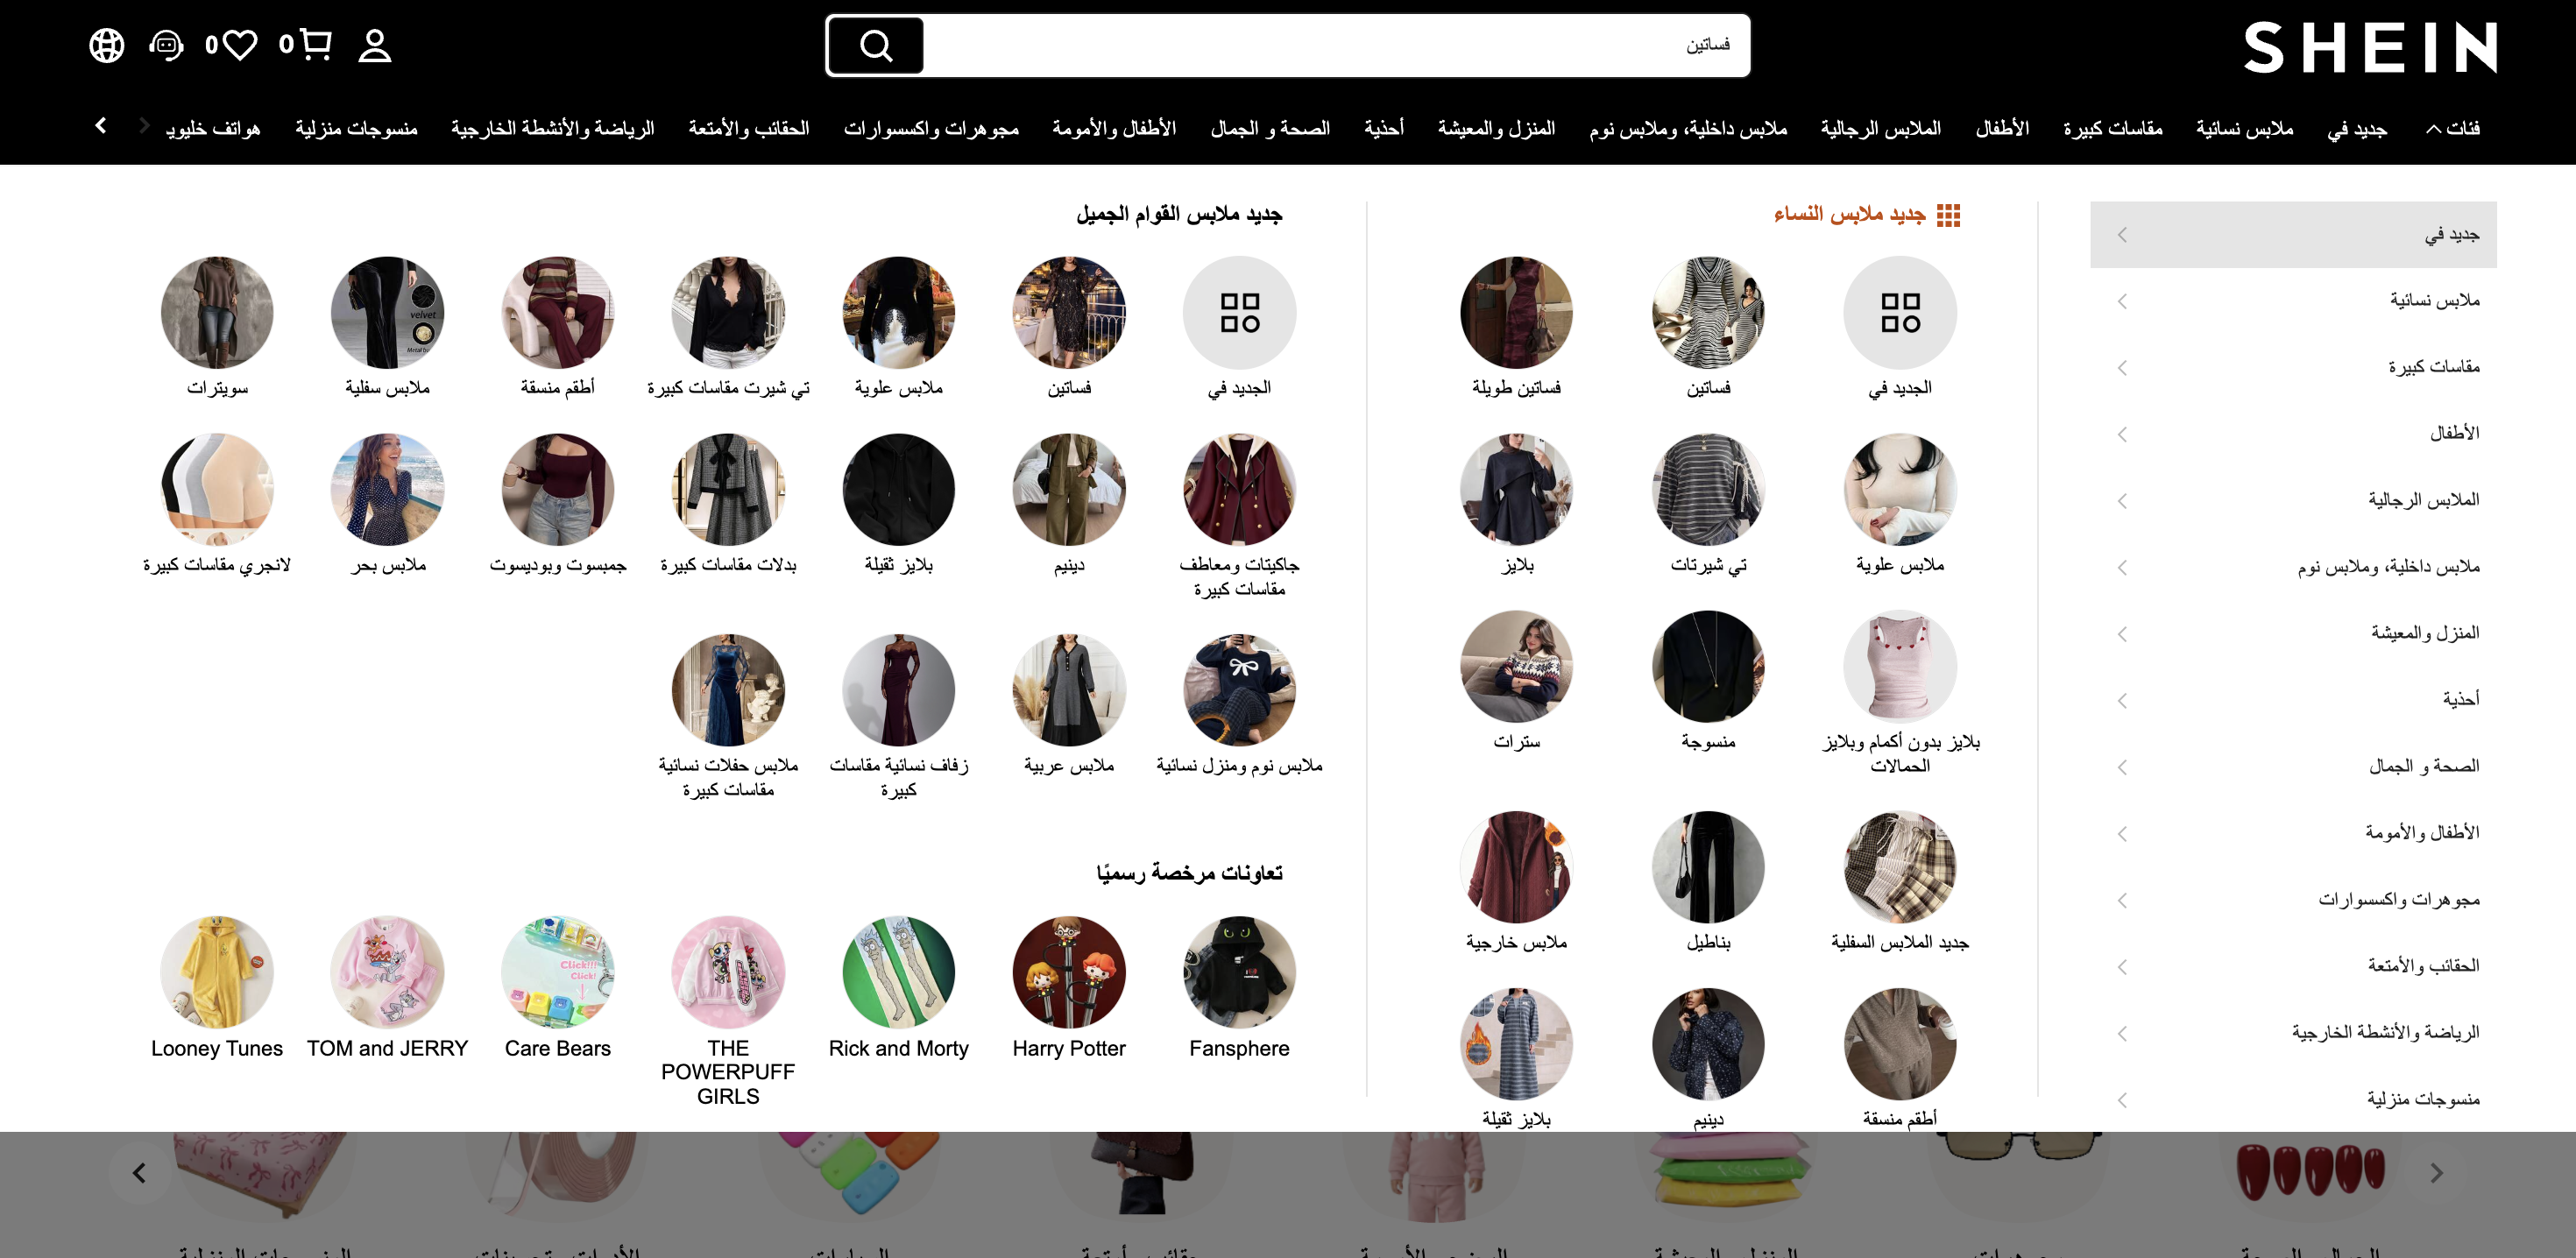 SHEIN
فساتين
0
0
فئات
جديد في
ملابس نسائية
مقاسات كبيرة
الأطفال
الملابس الرجالية
ملابس داخلية، وملابس نوم
المنزل والمعيشة
أحذية
الصحة و الجمال
الأطفال والأمومة
مجوهرات واكسسوارات
الحقائب والأمتعة
الرياضة والأنشطة الخارجية
منسوجات منزلية
هواتف خليوي
جديد في
ملابس نسائية
مقاسات كبيرة
الأطفال
الملابس الرجالية
ملابس داخلية، وملابس نوم
المنزل والمعيشة
أحذية
الصحة و الجمال
الأطفال والأمومة
مجوهرات واكسسوارات
الحقائب والأمتعة
الرياضة والأنشطة الخارجية
منسوجات منزلية
جديد ملابس النساء
الجديد في
فساتين
فساتين طويلة
ملابس علوية
تي شيرتات
بلايز
بلايز بدون أكمام وبلايز
الحمالات
منسوجة
سترات
جديد الملابس السفلية
بناطيل
ملابس خارجية
أطقم منسقة
دينيم
بلايز ثقيلة
جديد ملابس القوام الجميل
الجديد في
فساتين
ملابس علوية
تي شيرت مقاسات كبيرة
أطقم منسقة
ملابس سفلية
سويترات
velvet
جاكيتات ومعاطف
مقاسات كبيرة
دينيم
بلايز ثقيلة
بدلات مقاسات كبيرة
جمبسوت وبوديسوت
ملابس بحر
لانجري مقاسات كبيرة
ملابس نوم ومنزل نسائية
ملابس عربية
زفاف نسائية مقاسات
كبيرة
ملابس حفلات نسائية
مقاسات كبيرة
تعاونات مرخصة رسميًا
Fansphere
Harry Potter
Rick and Morty
THE
POWERPUFF
GIRLS
Care Bears
Click!!!
Click!
TOM and JERRY
Looney Tunes